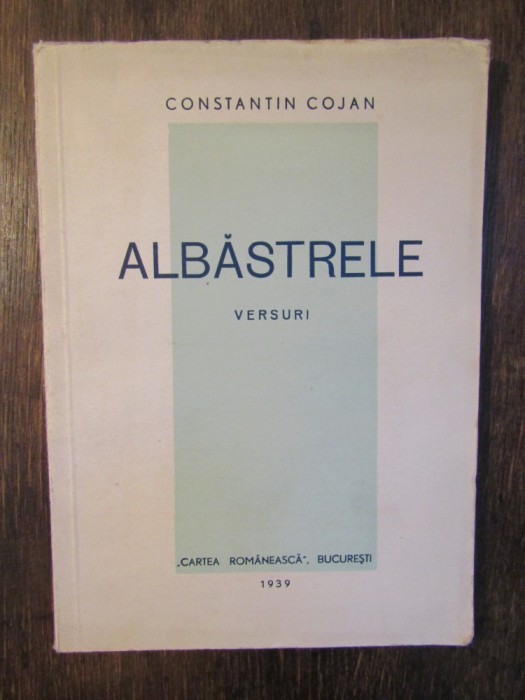 CONSTANTIN COJAN
ALBĂSTRELE
VERSURI
„CARTEA ROMÂNEASCĂ”, BUCUREȘTI
1939